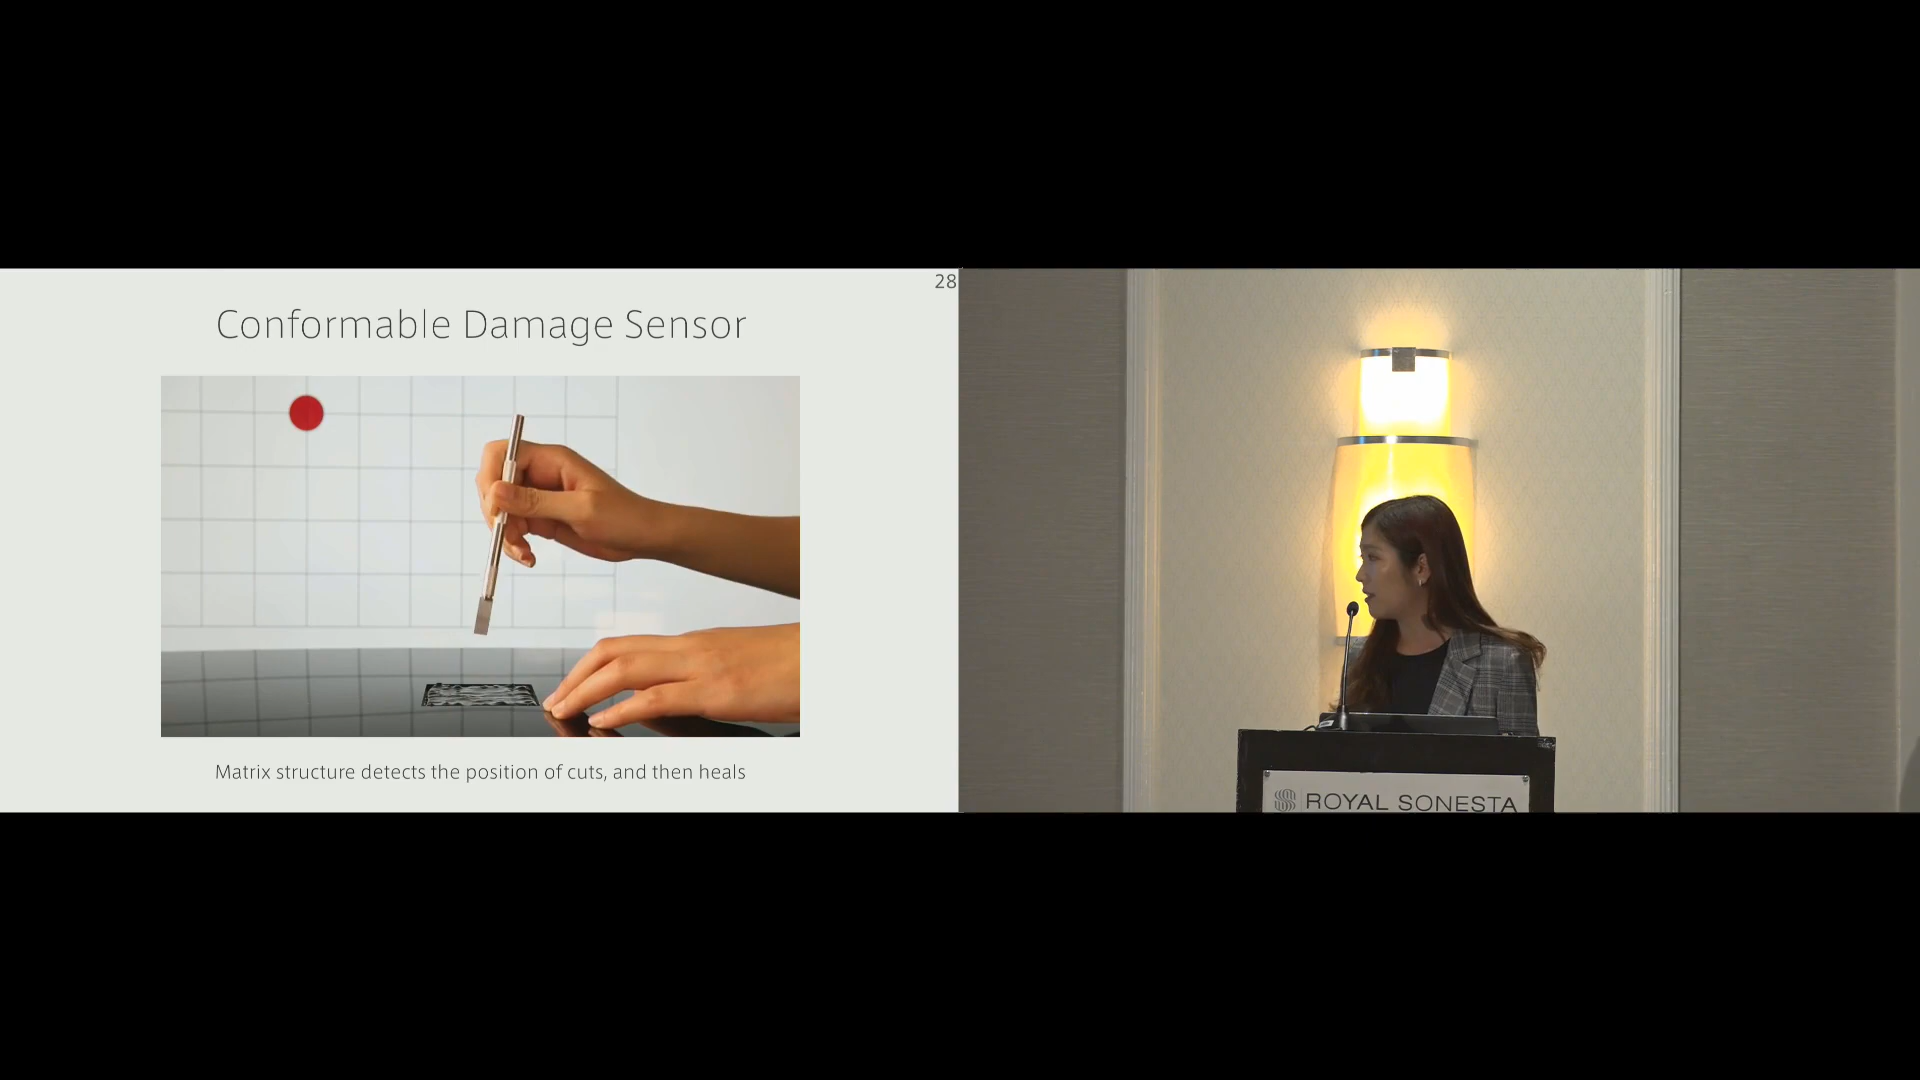 28
Conformable Damage Sensor
Matrix structure detects the position of cuts, and then heals
ROYAL SONESTA